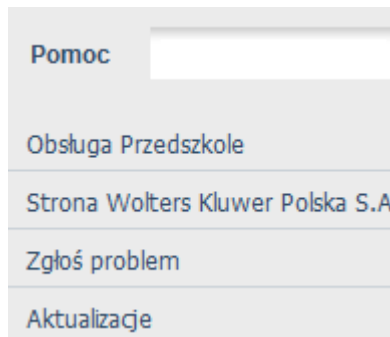 Pomoc
Obsługa Przedszkole
Strona Wolters Kluwer Polska S.A
Zgłoś problem
Aktualizacje